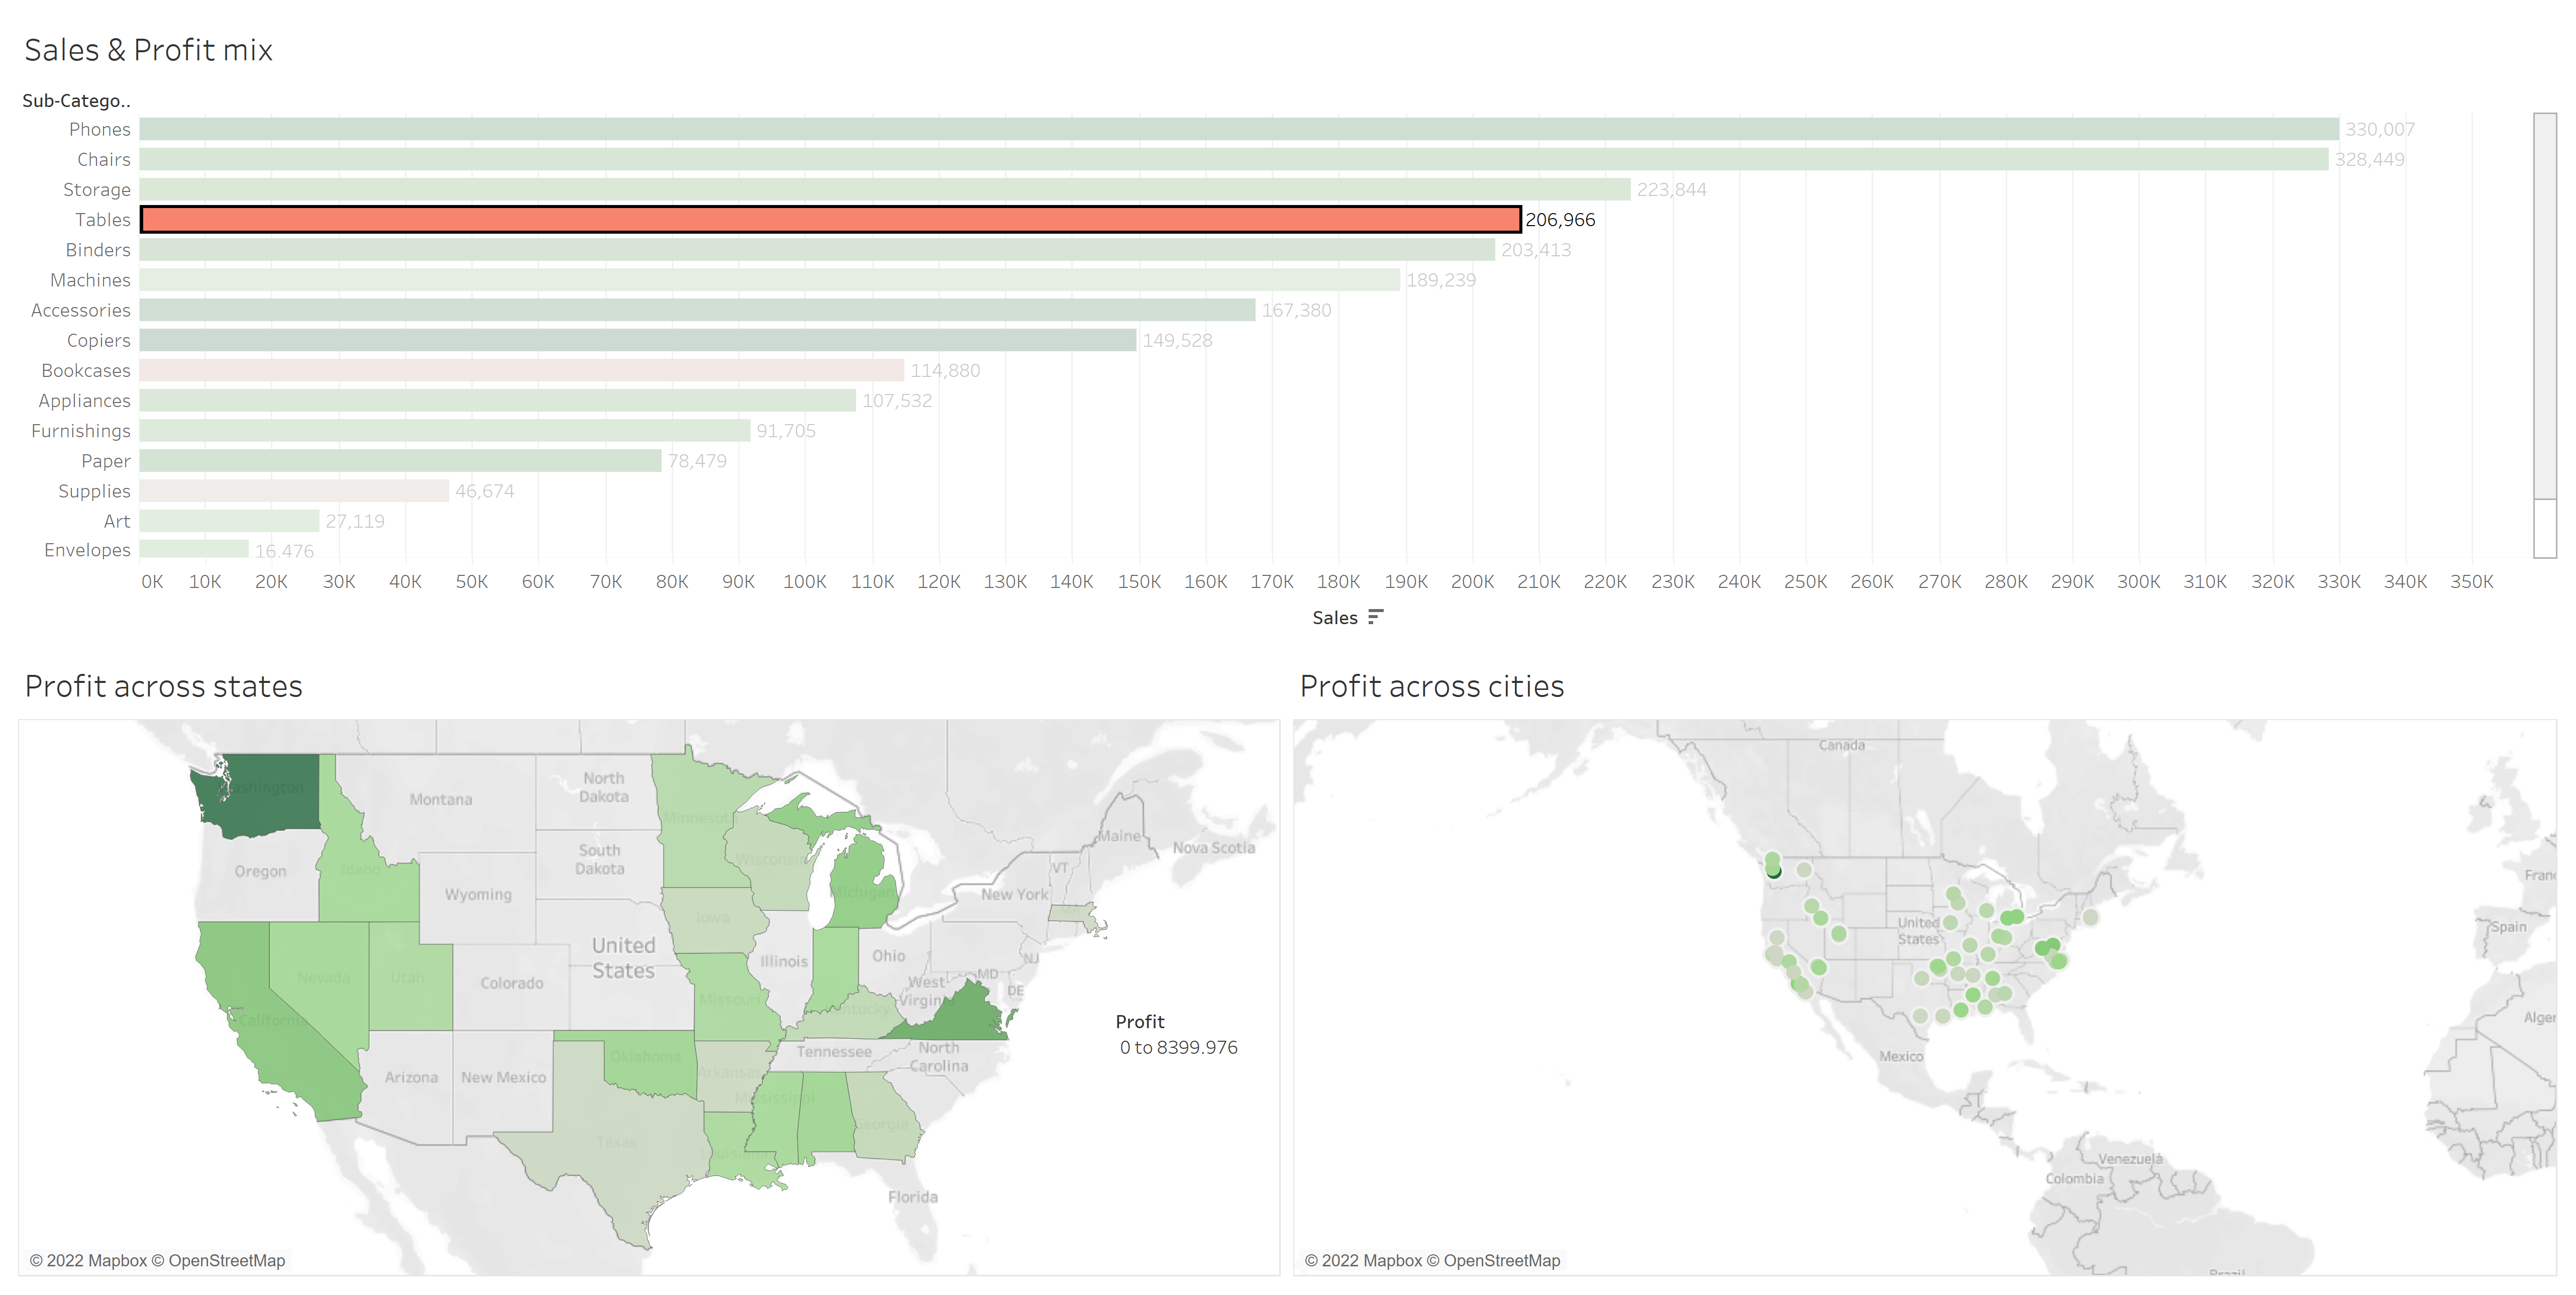 Sales & Profit mix
Sub-Catego..
Phones 330,007
Chairs 328,449
Storage 223,844
Tables 206,966
Binders 203,413
Machines 189,239
Accessories 167,380
Copiers 149,528
Bookcases 114,880
Appliances 107,532
Furnishings 91,705
Paper 78,479
Supplies 46,674
Art 27,119
Envelopes 16,476
0K 10K 20K 30K 40K 50K 60K 70K 80K 90K 100K 110K 120K 130K 140K 150K 160K 170K 180K 190K 200K 210K 220K 230K 240K 250K 260K 270K 280K 290K 300K 310K 320K 330K 340K 350K
Sales
Profit across states
Washington
Montana
North
Dakota
Minnesota
Maine
Nova Scotia
Oregon
Idaho
South
Dakota
Wisconsin
VT
Wyoming
Michigan
New York
Iowa
United
States
Nevada
Utah
Colorado
Illinois
Ohio
NJ
MD
West
Virginia
DE
Missouri
California
Kentucky
Oklahoma
Tennessee
North
Carolina
Arizona
New Mexico
Arkansas
Mississippi
Texas
Louisiana
Georgia
Florida
Profit
0 to 8399.976
© 2022 Mapbox © OpenStreetMap
Profit across cities
Canada
United
States
Mexico
Venezuela
Colombia
Brazil
Franc
Spain
Alger
© 2022 Mapbox © OpenStreetMap